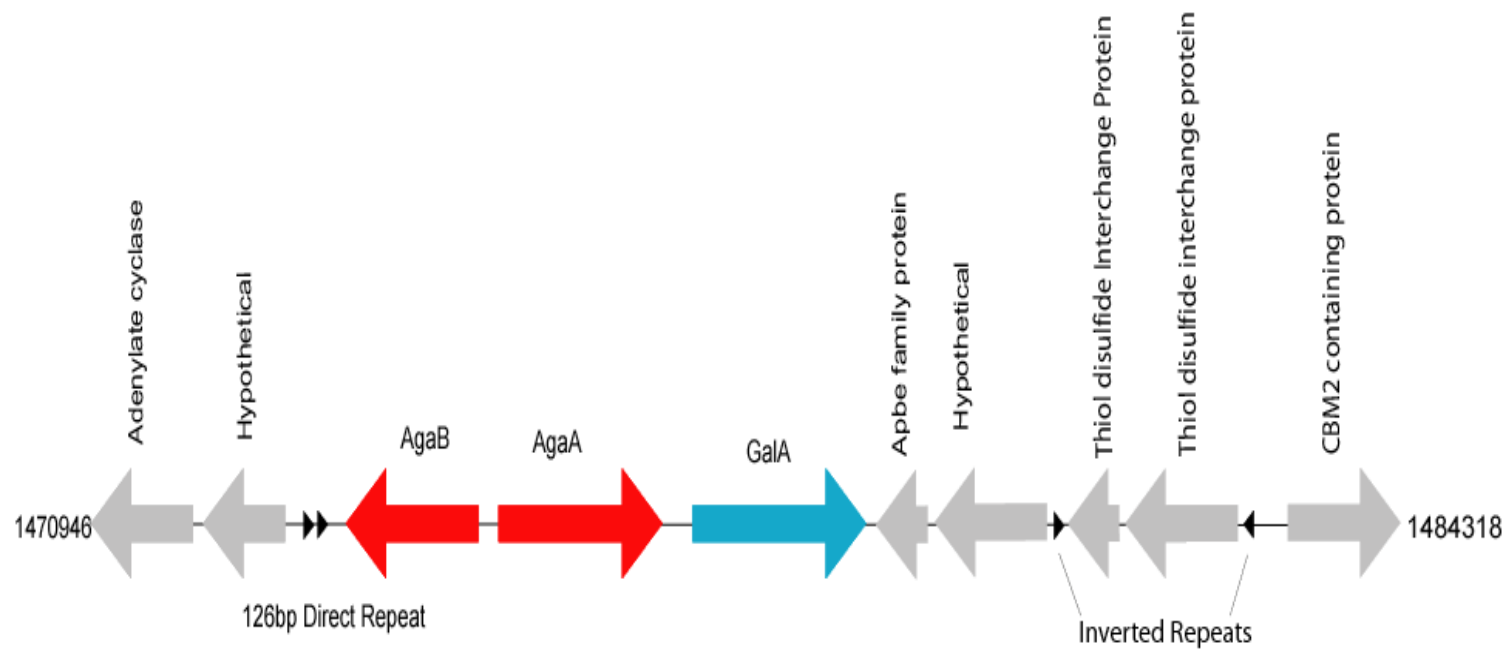 Adenylate cyclase
Hypothetical
AgaB
AgaA
GalA
Apbe family protein
Hypothetical
Thiol disulfide Interchange Protein
Thiol disulfide interchange protein
CBM2 containing protein
1470946
1484318
126bp Direct Repeat
Inverted Repeats